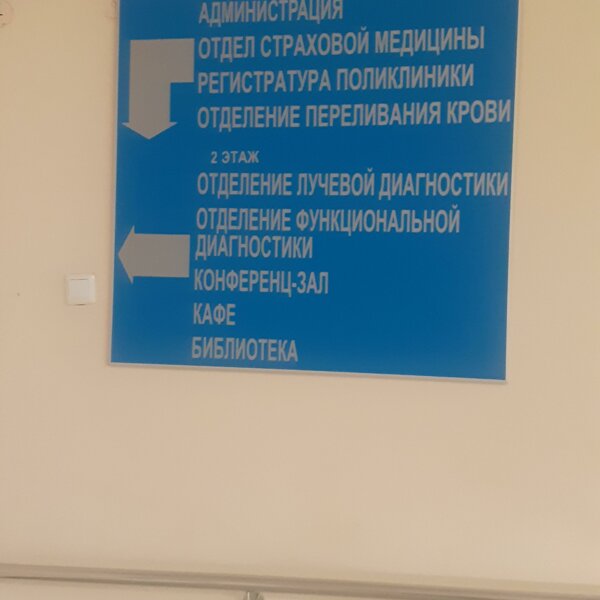 АДМИНИСТРАЦИЯ
ОТДЕЛ СТРАХОВОЙ МЕДИЦИНЫ
РЕГИСТРАТУРА ПОЛИКЛИНИКИ
ОТДЕЛЕНИЕ ПЕРЕЛИВАНИЯ КРОВИ
2 ЭТАЖ
ОТДЕЛЕНИЕ ЛУЧЕВОЙ ДИАГНОСТИКИ
ОТДЕЛЕНИЕ ФУНКЦИОНАЛЬНОЙ
ДИАГНОСТИКИ
КОНФЕРЕНЦ-ЗАЛ
КАФЕ
БИБЛИОТЕКА